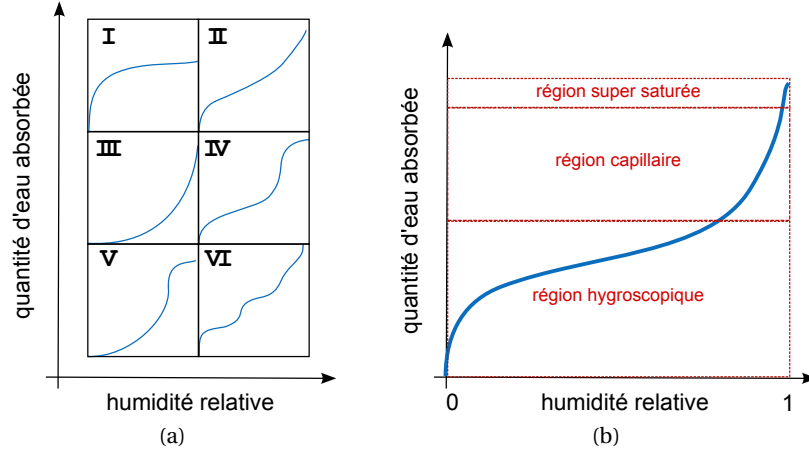 I
II
III
IV
V
VI
quantité d'eau absorbée
humidité relative
(a)
région super saturée
région capillaire
région hygroscopique
quantité d'eau absorbée
0
humidité relative
1
(b)